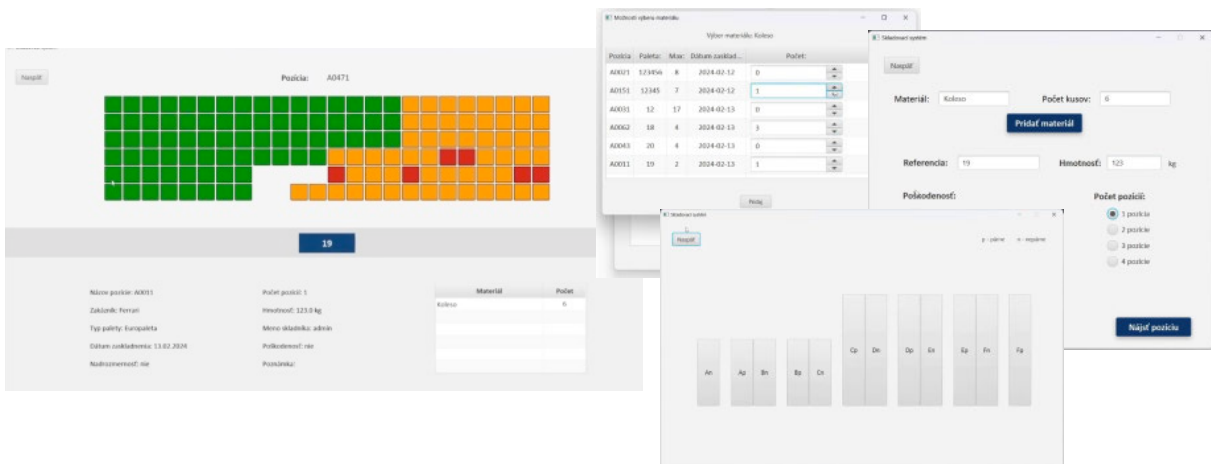 Naspäť
Pozícia: A0471
19
Názov pozície: A0011
Zákazník: Ferrari
Typ palety: Europaleta
Dátum zaskladnenia: 13.02.2024
Nadrozmernosť: nie
Počet pozícií: 1
Hmotnosť: 123.0 kg
Meno skladníka: admin
Poškodenosť: nie
Poznámka:
Materiál Počet
Koleso 6
Možnosti výberu materiálu
Výber materiálu: Koleso
Pozícia Paleta: Max: Dátum zasklad... Počet:
A0021 123456 8 2024-02-12 0
A0151 12345 7 2024-02-12 1
A0031 12 17 2024-02-13 0
A0062 18 4 2024-02-13 3
A0043 20 4 2024-02-13 0
A0011 19 2 2024-02-13 1
Skladovací systém
Naspäť
Materiál: Koleso Počet kusov: 6
Pridať materiál
Referencia: 19 Hmotnosť: 123 kg
Poškodenosť:
Počet pozícií:
1 pozícia
2 pozície
3 pozície
4 pozície
Nájsť pozíciu
Skladovací systém
Naspäť
p - párne n - nepárne
An Ap Bn Bp Cn Cp Dn Dp En Ep Fn Fp